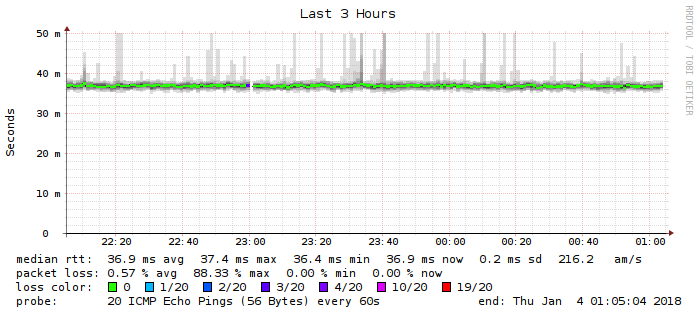 Last 3 Hours
RRDTOOL / TOBI OETIKER
Seconds
50 m
40 m
30 m
20 m
10 m
0
22:20 22:40 23:00 23:20 23:40 00:00 00:20 00:40 01:00
median rtt: 36.9 ms avg 37.4 ms max 36.4 ms min 36.9 ms now 0.2 ms sd 216.2 am/s
packet loss: 0.57 % avg 88.33 % max 0.00 % min 0.00 % now
loss color: 0 1/20 2/20 3/20 4/20 10/20 19/20
probe: 20 ICMP Echo Pings (56 Bytes) every 60s end: Thu Jan 4 01:05:04 2018